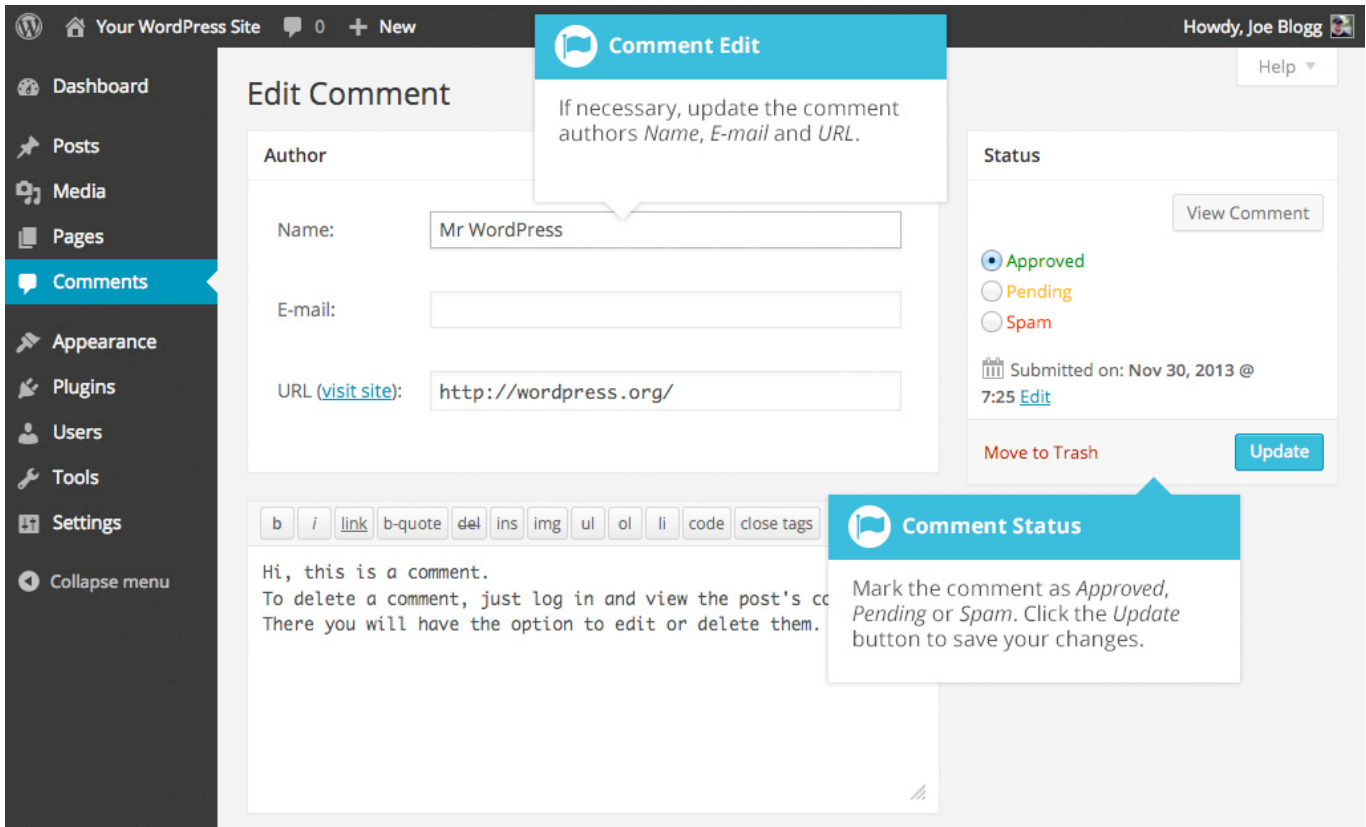 Your WordPress Site 0 + New
Howdy, Joe Blogg
Help
Dashboard
Posts
Media
Pages
Comments
Appearance
Plugins
Users
Tools
Settings
Collapse menu
Edit Comment
Comment Edit
If necessary, update the comment
authors Name, E-mail and URL.
Author
Name:
Mr WordPress
E-mail:
URL (visit site):
http://wordpress.org/
Status
View Comment
Approved
Pending
Spam
Submitted on: Nov 30, 2013 @
7:25 Edit
Move to Trash
Update
b i link b-quote del ins img ul ol li code close tags
Hi, this is a comment.
To delete a comment, just log in and view the post's
There you will have the option to edit or delete them.
Comment Status
Mark the comment as Approved,
Pending or Spam. Click the Update
button to save your changes.